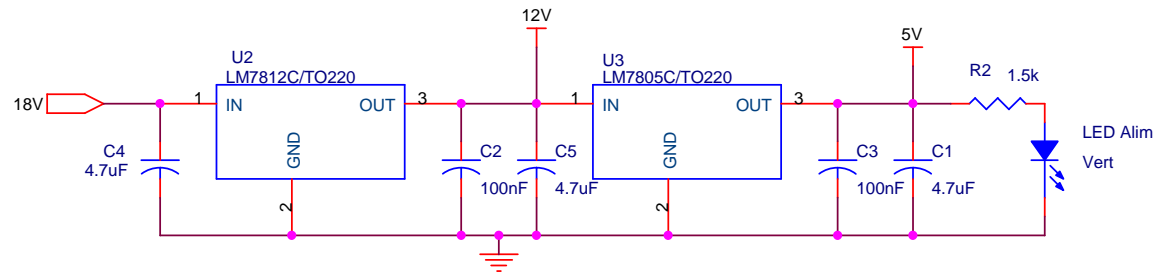 12V
5V
U2
LM7812C/TO220
U3
LM7805C/TO220
R2
1.5k
18V
1
IN
OUT
3
GND
2
1
IN
OUT
3
GND
2
C4
4.7uF
C2
100nF
C5
4.7uF
C3
100nF
C1
4.7uF
LED Alim
Vert